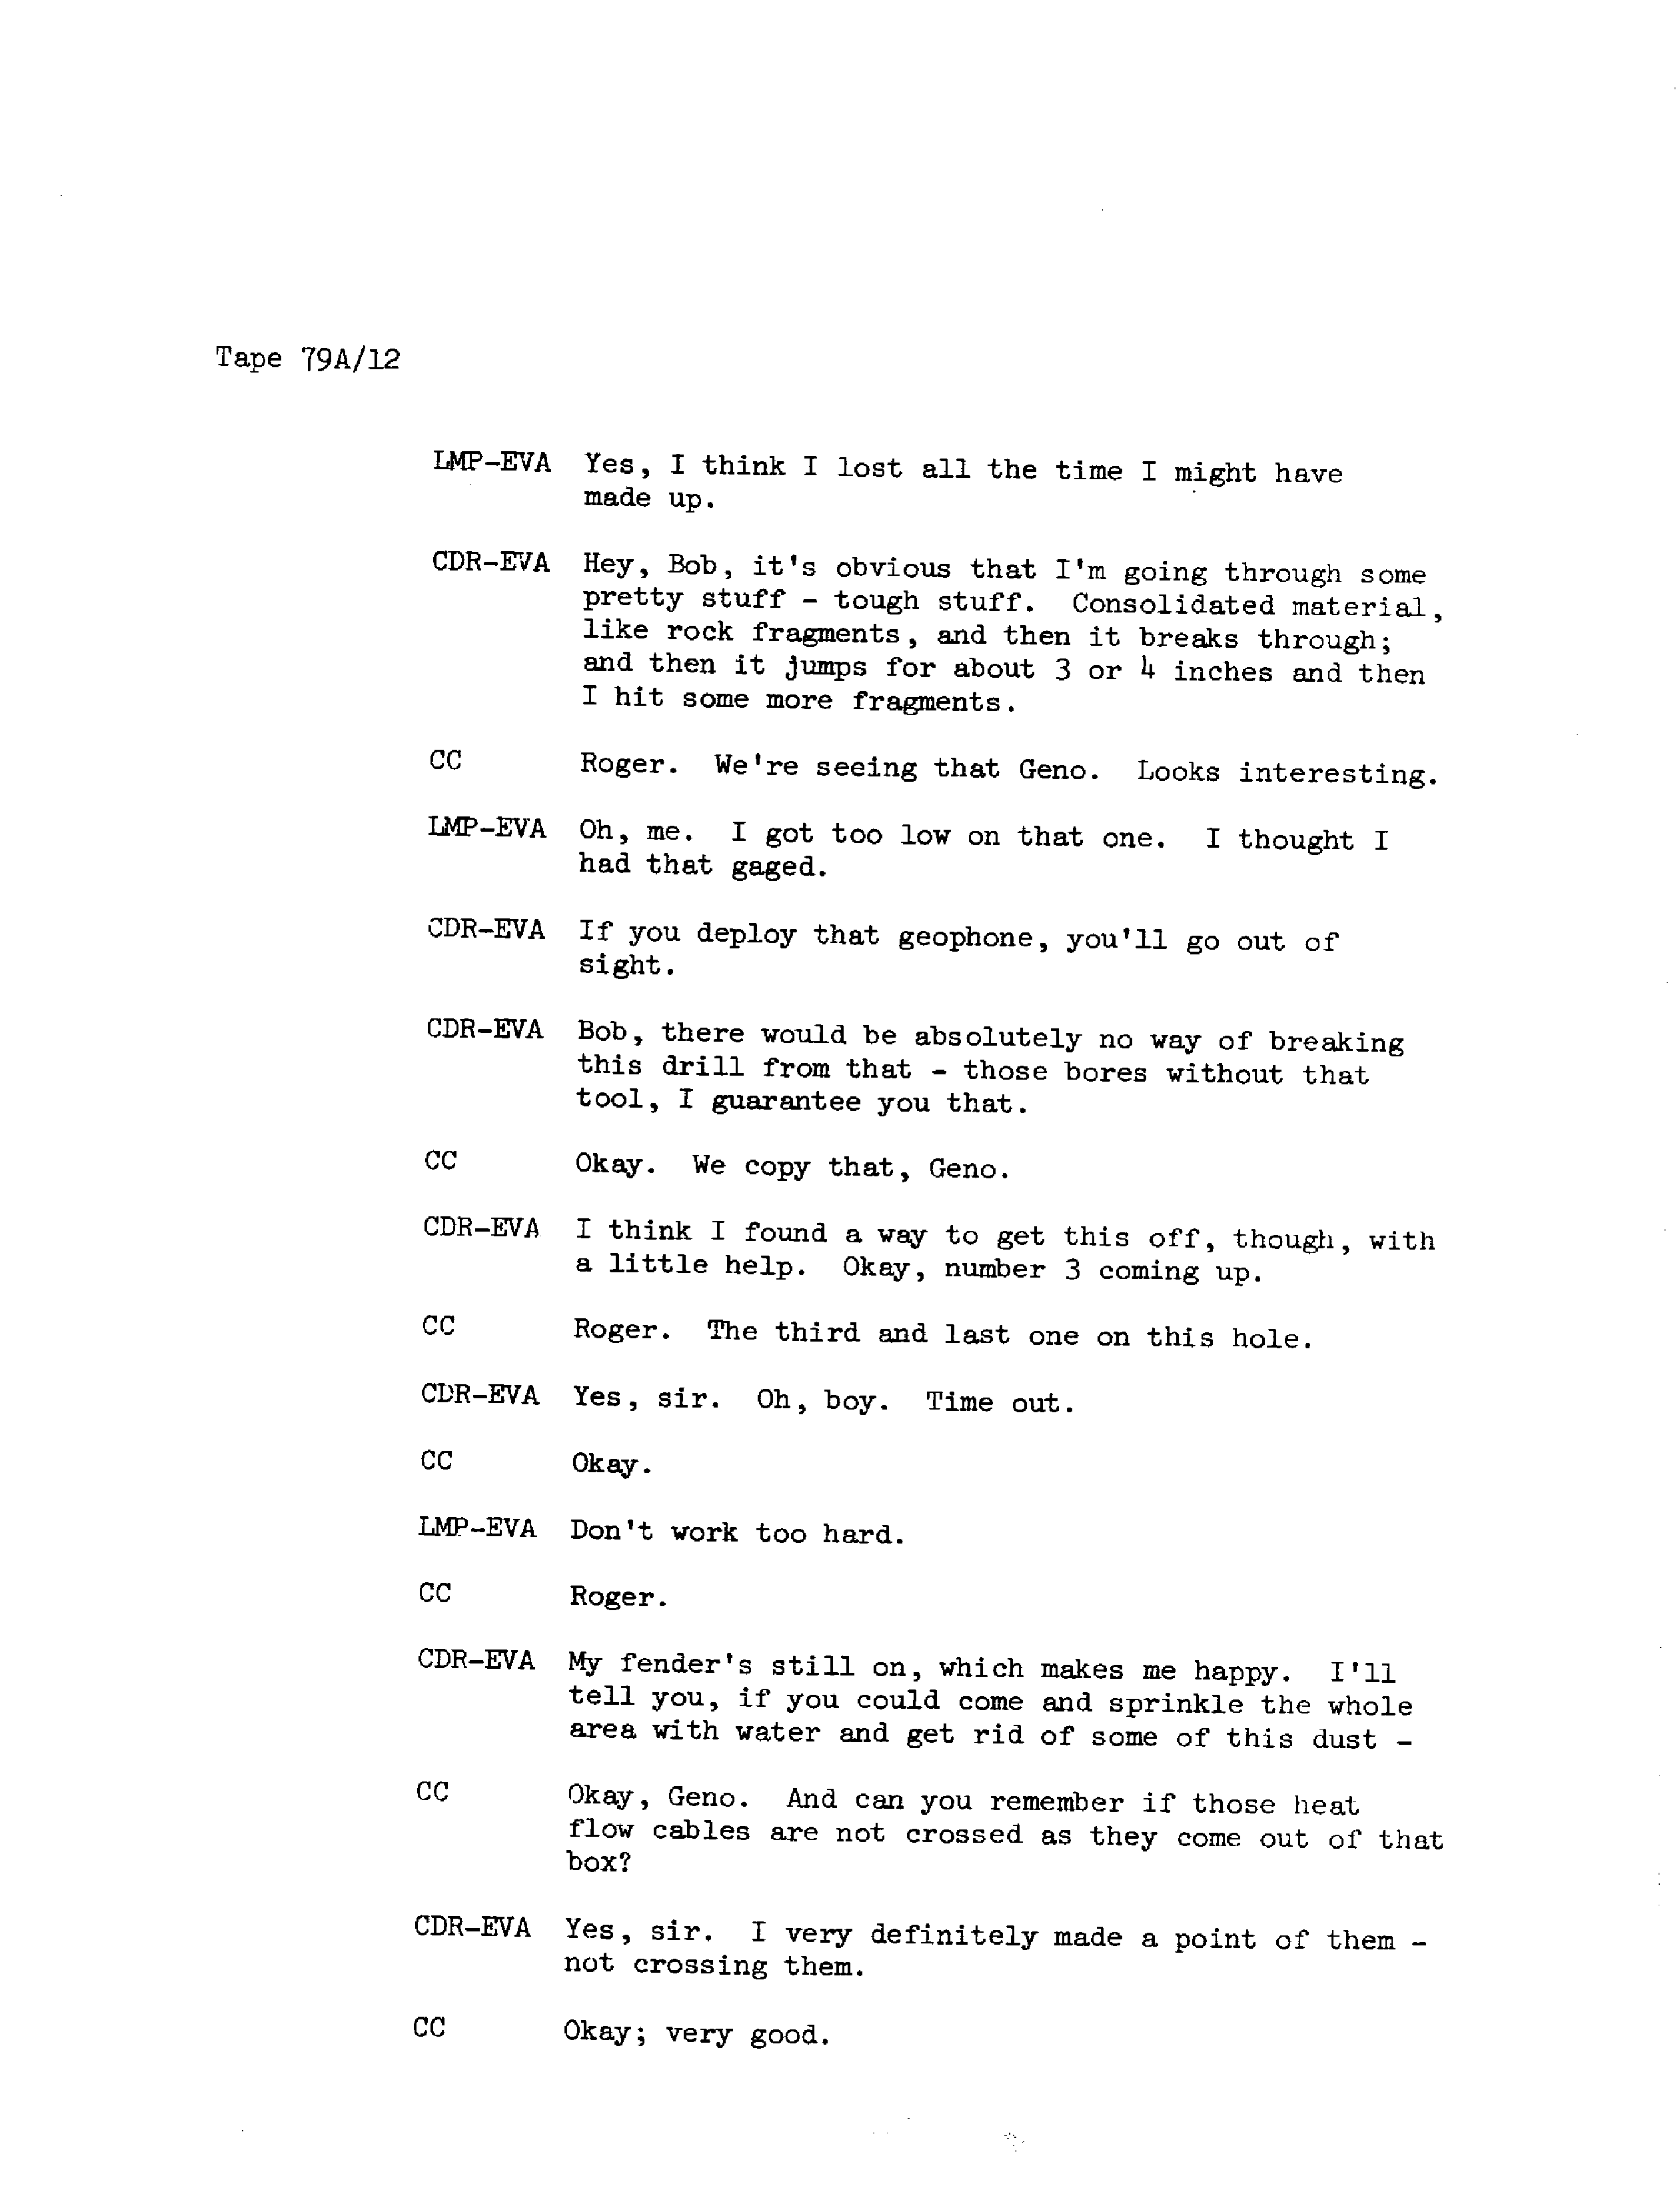 Tape 79A/12
LMP-EVA Yes, I think I lost all the time I might have
made up.
CDR-EVA Hey, Bob, it's obvious that I'm going through some
pretty stuff - tough stuff. Consolidated material,
like rock fragments, and then it breaks through;
and then it jumps for about 3 or 4 inches and then
I hit some more fragments.
CC Roger. We're seeing that Geno. Looks interesting.
LMP-EVA Oh, me. I got too low on that one. I thought I
had that gaged.
CDR-EVA If you deploy that geophone, you'll go out of
sight.
CDR-EVA Bob, there would be absolutely no way of breaking
this drill from that - those bores without that
tool, I guarantee you that.
CC Okay. We copy that, Geno.
CDR-EVA I think I found a way to get this off, though, with
a little help. Okay, number 3 coming up.
CC Roger. The third and last one on this hole.
CDR-EVA Yes, sir. Oh, boy. Time out.
CC Okay.
LMP-EVA Don't work too hard.
CC Roger.
CDR-EVA My fender's still on, which makes me happy. I'll
tell you, if you could come and sprinkle the whole
area with water and get rid of some of this dust -
CC Okay, Geno. And can you remember if those heat
flow cables are not crossed as they come out of that
box?
CDR-EVA Yes, sir. I very definitely made a point of them -
not crossing them.
CC Okay; very good.